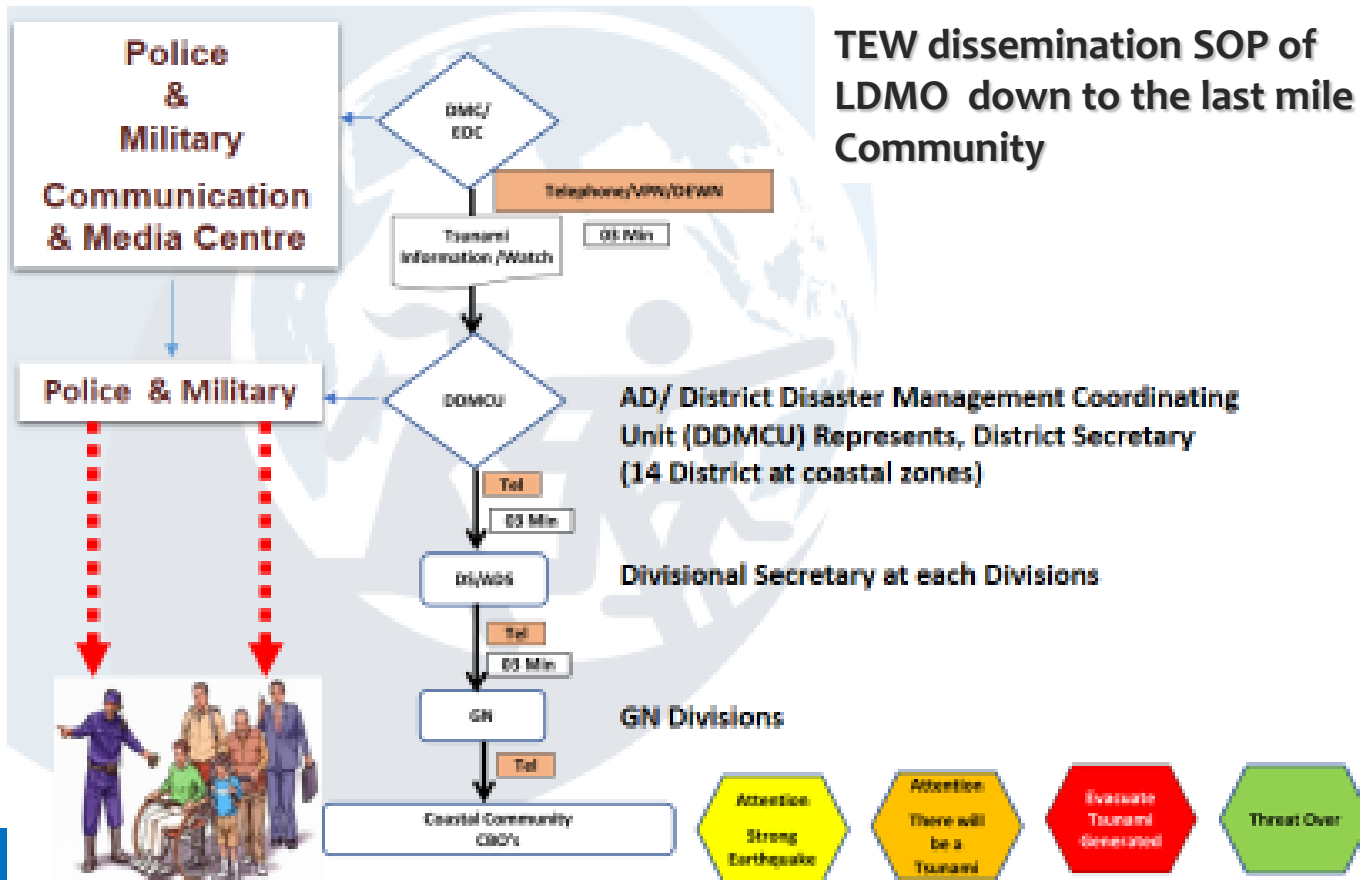 TEW dissemination SOP of
LDMO down to the last mile
Community
Police
&
Military
Communication
& Media Centre
DMC/
EOC
Telephone/VPN/DEWN
03 Min
Tsunami
Information /Watch
Police & Military
DDMCU
AD/ District Disaster Management Coordinating
Unit (DDMCU) Represents, District Secretary
(14 District at coastal zones)
Tel
03 Min
DS/ADS
Divisional Secretary at each Divisions
Tel
03 Min
GN
GN Divisions
Tel
Coastal Community
CBO's
Attention
Strong
Earthquake
Attention
There will
be a
Tsunami
Evacuate
Tsunami
Generated
Threat Over